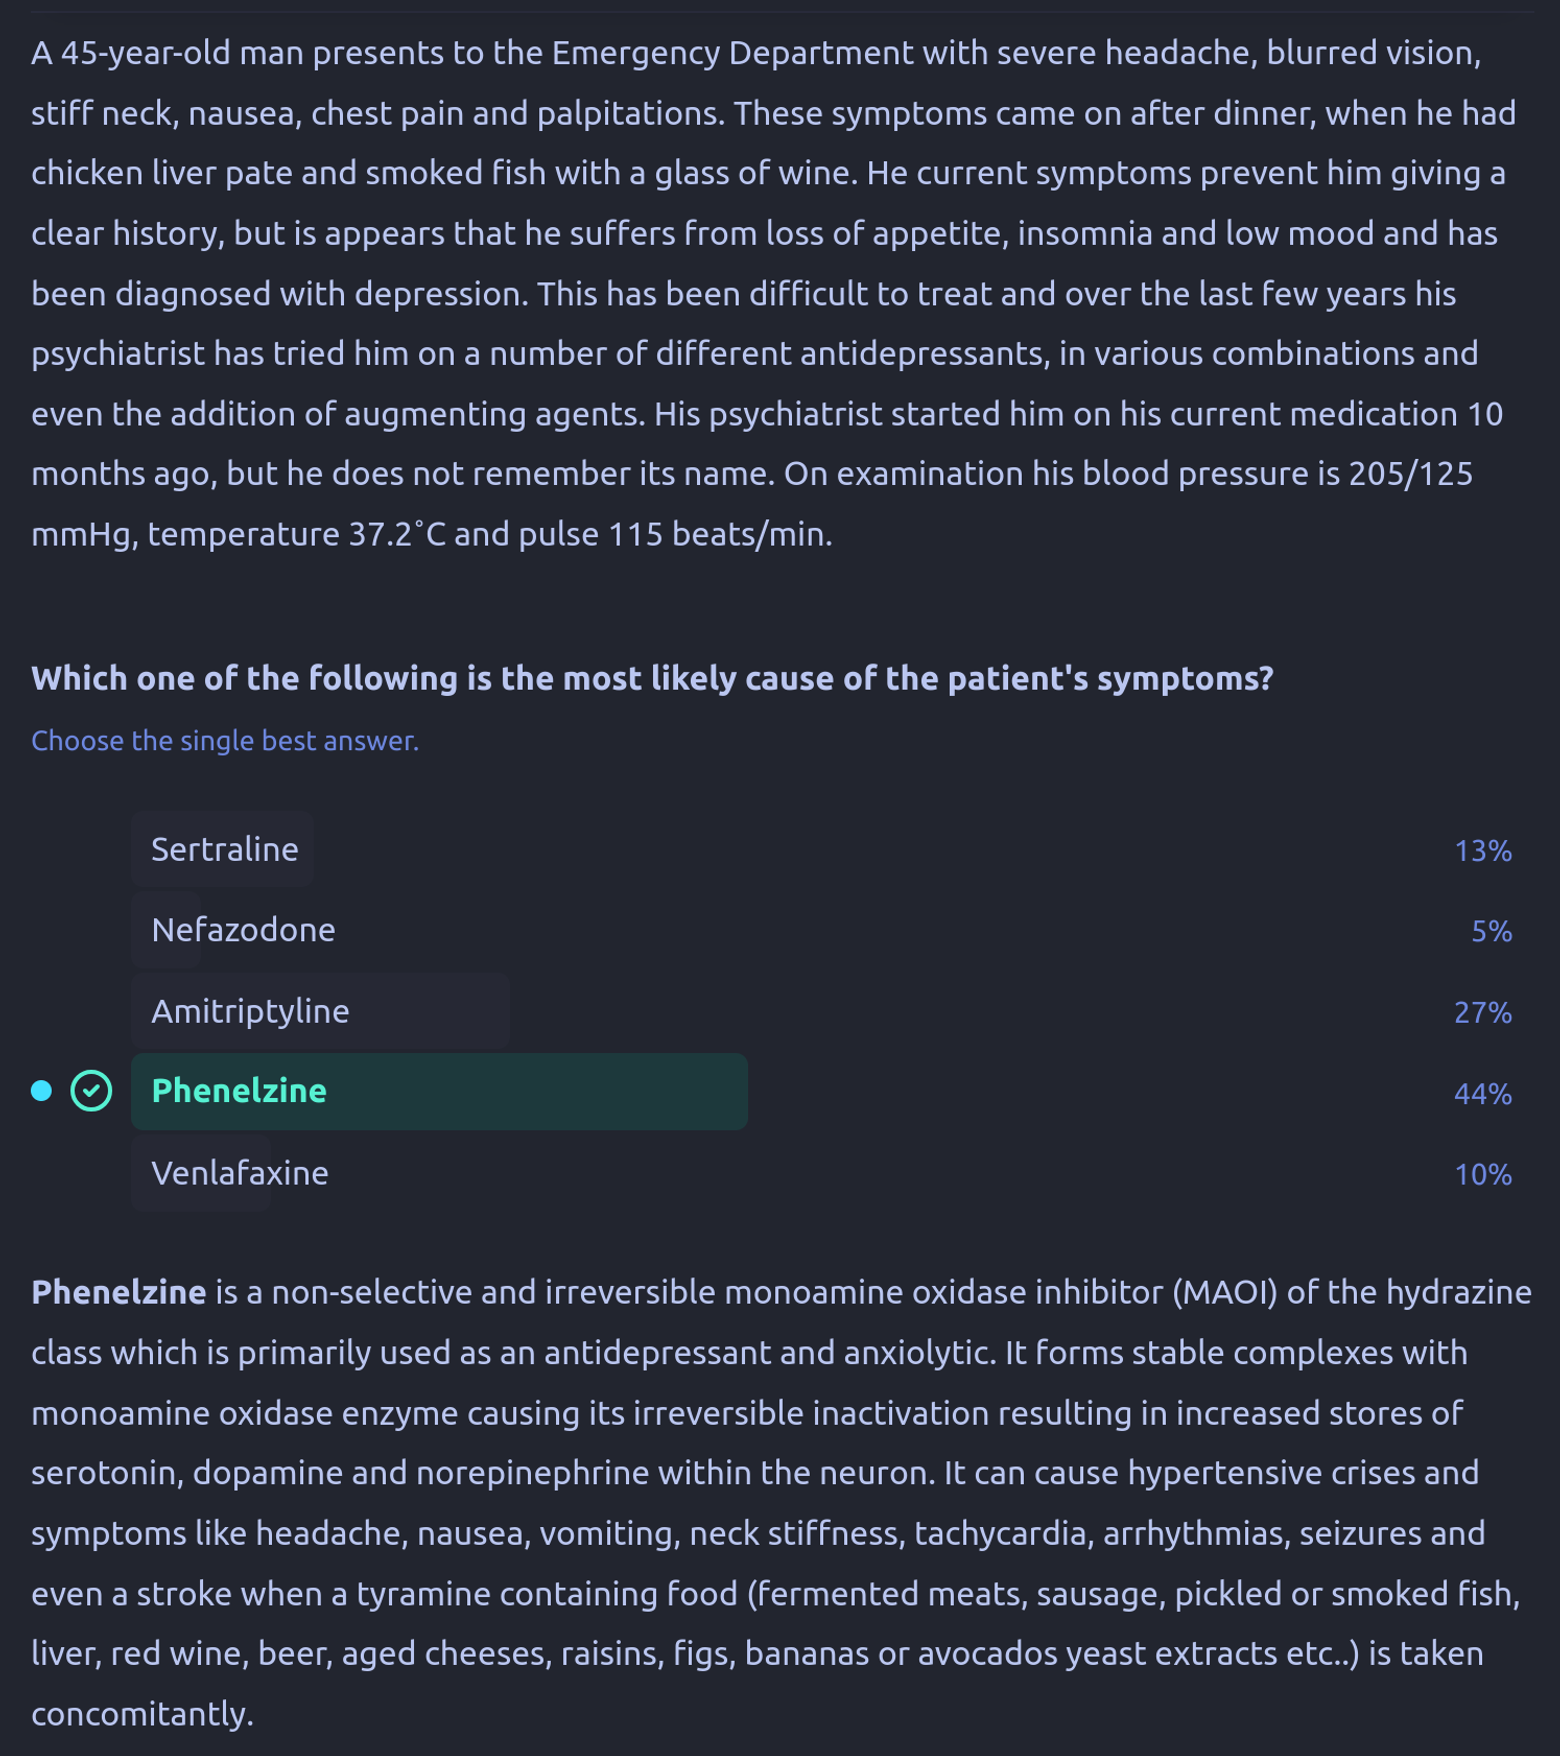 A 45-year-old man presents to the Emergency Department with severe headache, blurred vision,
stiff neck, nausea, chest pain and palpitations. These symptoms came on after dinner, when he had
chicken liver pate and smoked fish with a glass of wine. He current symptoms prevent him giving a
clear history, but is appears that he suffers from loss of appetite, insomnia and low mood and has
been diagnosed with depression. This has been difficult to treat and over the last few years his
psychiatrist has tried him on a number of different antidepressants, in various combinations and
even the addition of augmenting agents. His psychiatrist started him on his current medication 10
months ago, but he does not remember its name. On examination his blood pressure is 205/125
mmHg, temperature 37.2˚C and pulse 115 beats/min.
Which one of the following is the most likely cause of the patient's symptoms?
Choose the single best answer.
Sertraline 13%
Nefazodone 5%
Amitriptyline 27%
Phenelzine 44%
Venlafaxine 10%
Phenelzine is a non-selective and irreversible monoamine oxidase inhibitor (MAOI) of the hydrazine
class which is primarily used as an antidepressant and anxiolytic. It forms stable complexes with
monoamine oxidase enzyme causing its irreversible inactivation resulting in increased stores of
serotonin, dopamine and norepinephrine within the neuron. It can cause hypertensive crises and
symptoms like headache, nausea, vomiting, neck stiffness, tachycardia, arrhythmias, seizures and
even a stroke when a tyramine containing food (fermented meats, sausage, pickled or smoked fish,
liver, red wine, beer, aged cheeses, raisins, figs, bananas or avocados yeast extracts etc..) is taken
concomitantly.